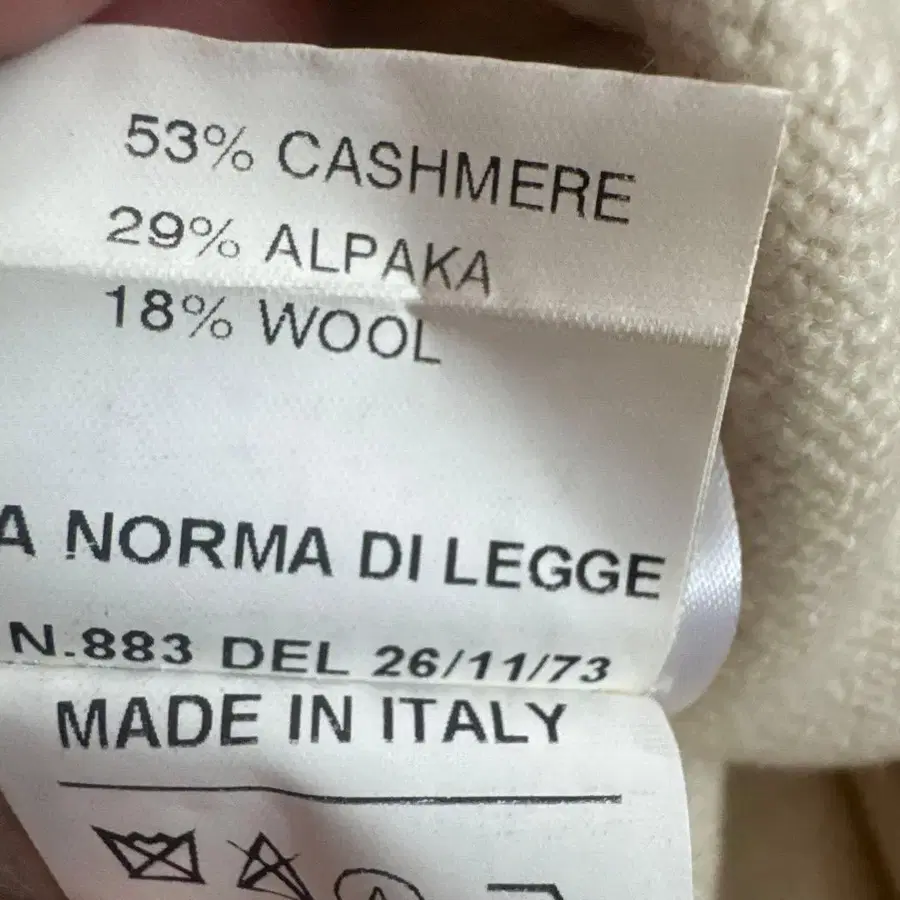 53% CASHMERE
29% ALPAKA
18% WOOL
A NORMA DI LEGGE
N.883 DEL 26/11/73
MADE IN ITALY